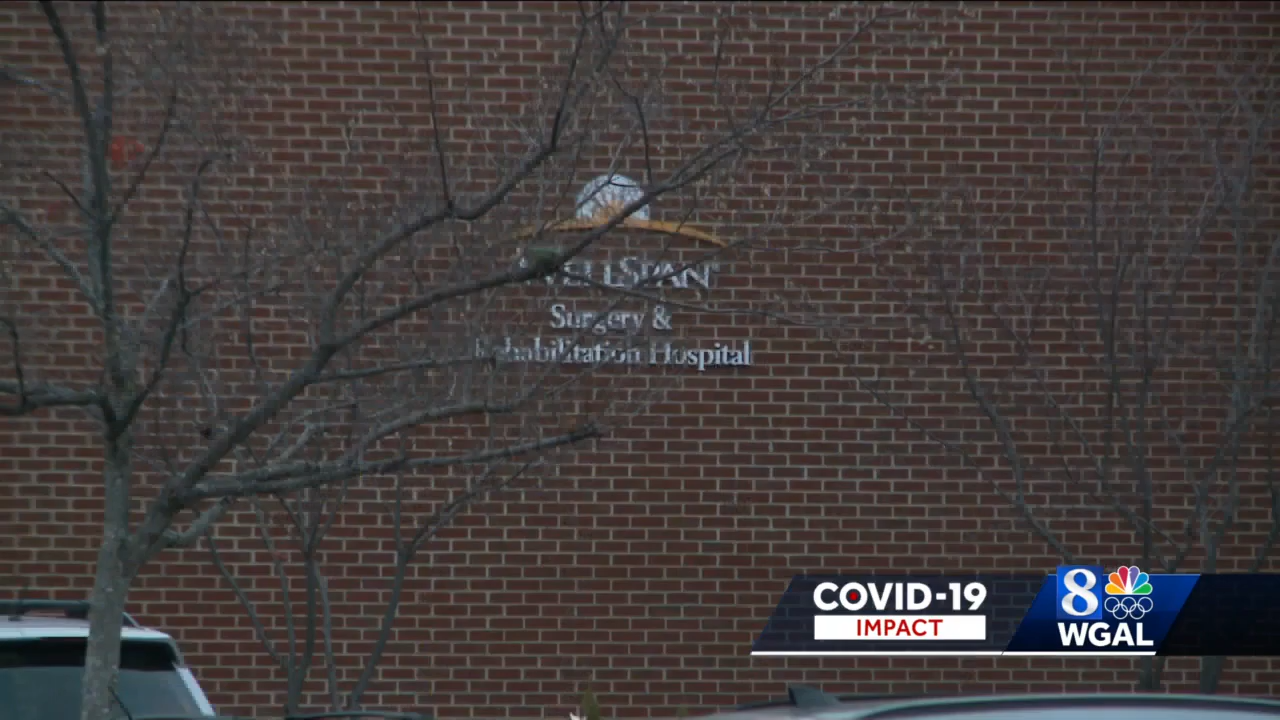 WELLSPAN
Surgery &
Rehabilitation Hospital
COVID-19
IMPACT
8
WGAL